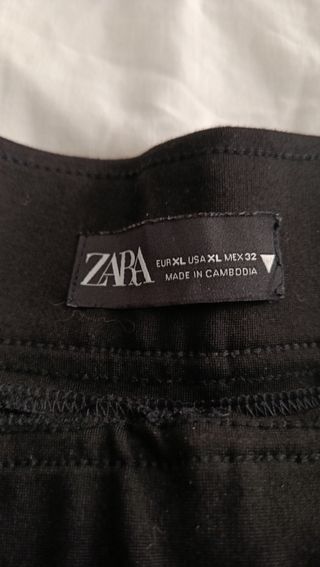 ZARA
EUR XL USA XL MEX 32
MADE IN CAMBODIA